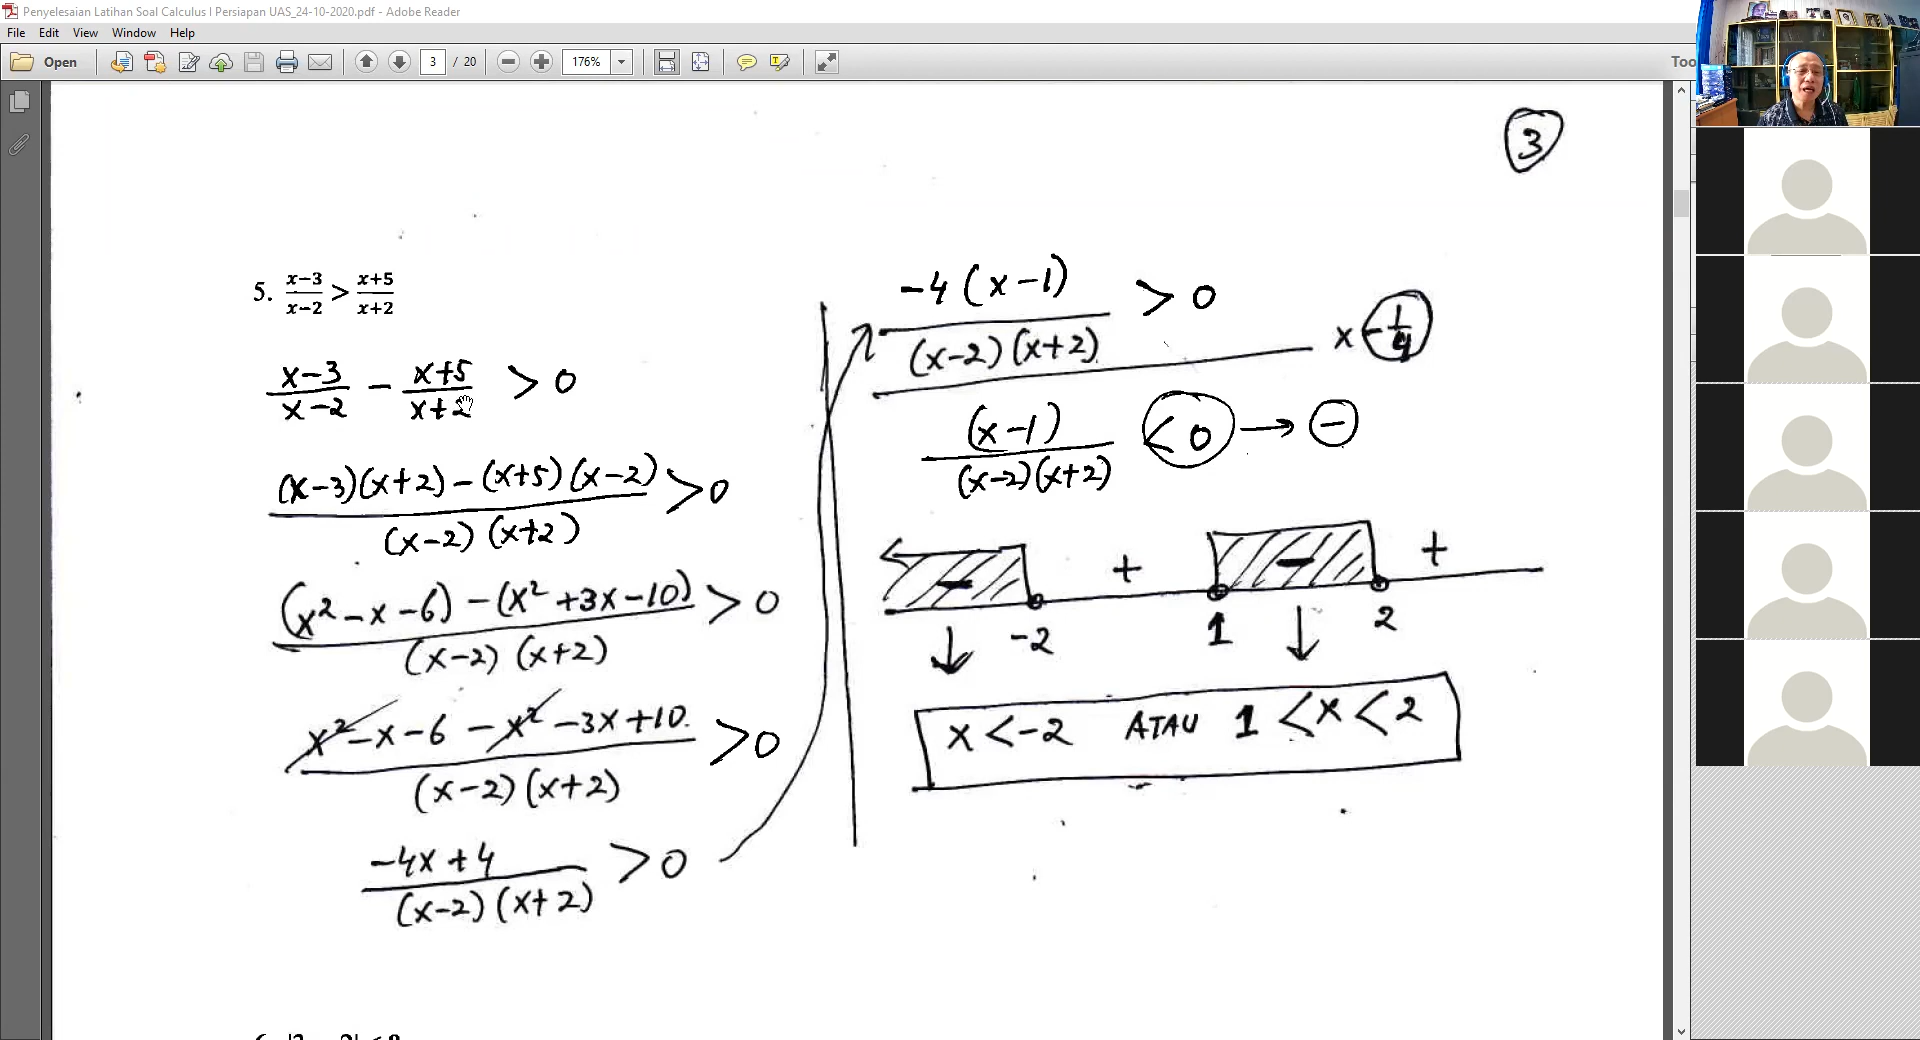 Penyelesaian Latihan Soal Calculus I Persiapan UAS_24-10-2020.pdf - Adobe Reader
File Edit View Window Help
Open 3 / 20 176% Too
3
5. x−3/x−2 > x+5/x+2
x−3/x−2 − x+5/x+2 > 0
(x−3)(x+2) − (x+5)(x−2)/(x−2)(x+2) > 0
(x²−x−6) − (x²+3x−10)/(x−2)(x+2) > 0
x²−x−6 −x² −3x+10/(x−2)(x+2) > 0
−4x+4/(x−2)(x+2) > 0
−4(x−1)/(x−2)(x+2) > 0
x −1/4
(x−1)/(x−2)(x+2) < 0 → −
− + − +
−2 1 2
x < −2 ATAU 1 < x < 2